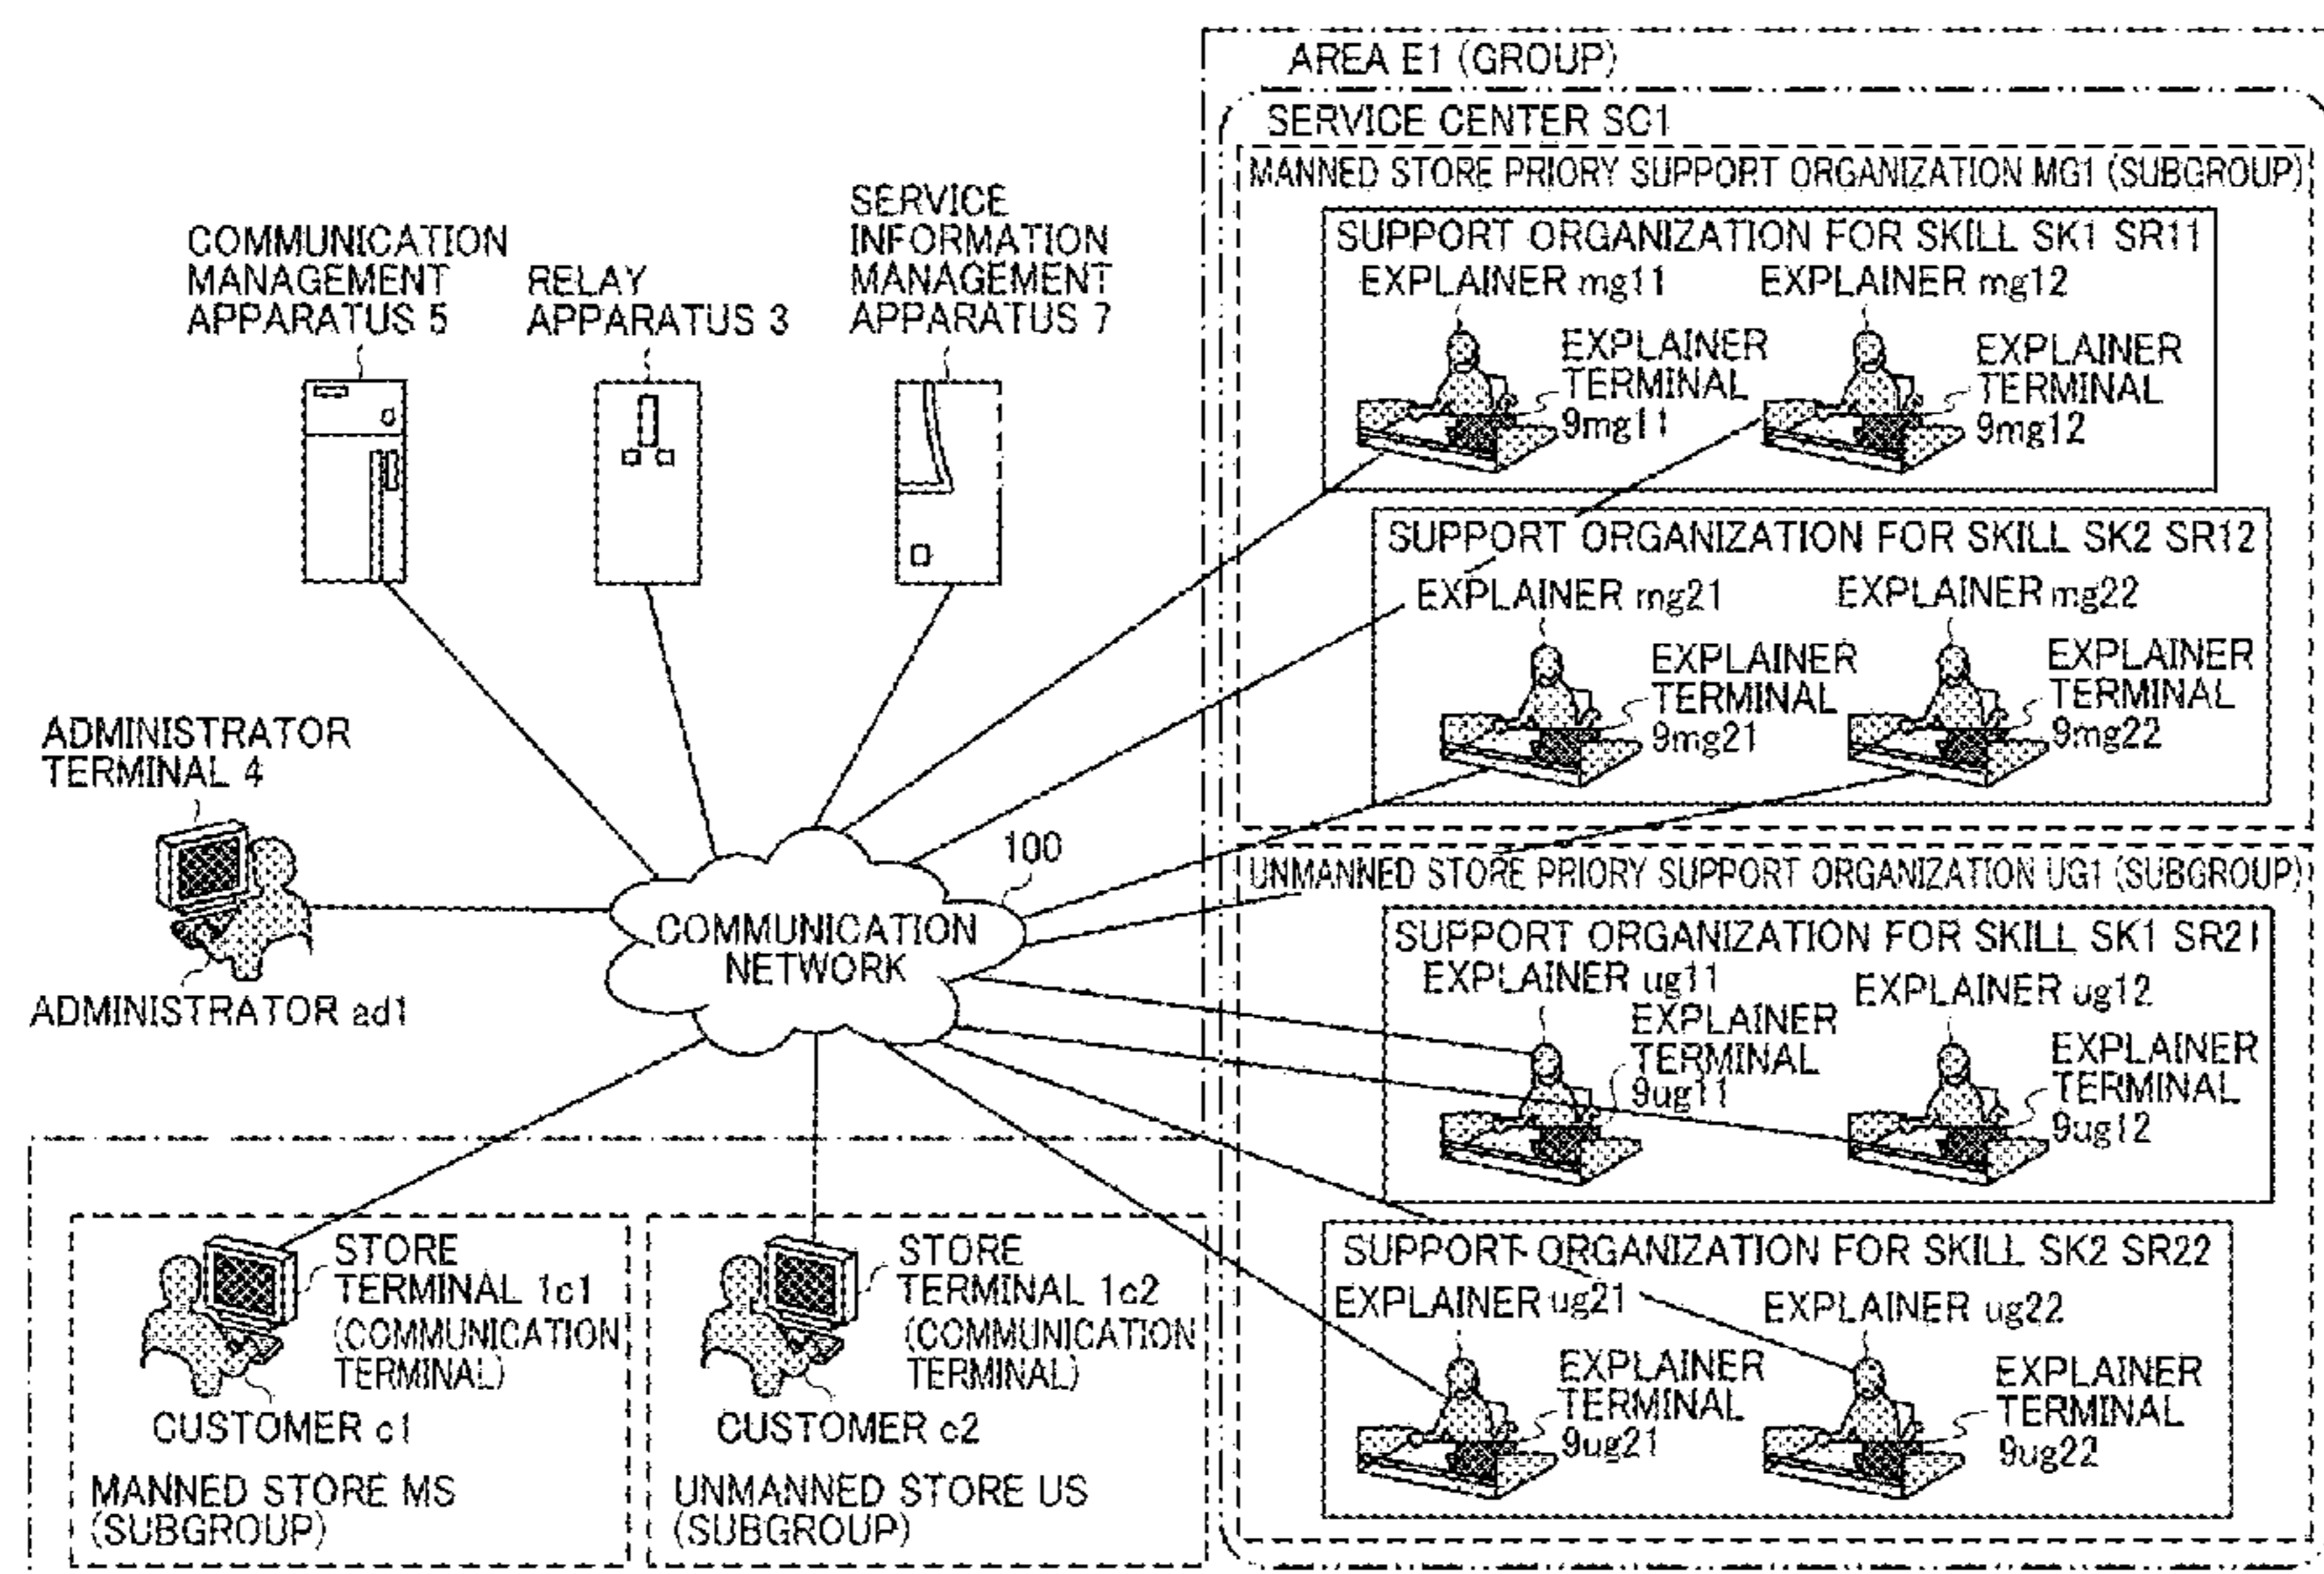 AREA E1 (GROUP)
SERVICE CENTER SC1
MANNED STORE PRIORY SUPPORT ORGANIZATION MG1 (SUBGROUP)
SUPPORT ORGANIZATION FOR SKILL SK1 SR11
EXPLAINER mg11
EXPLAINER mg12
EXPLAINER
TERMINAL
9mg11
EXPLAINER
TERMINAL
9mg12
SUPPORT ORGANIZATION FOR SKILL SK2 SR12
EXPLAINER mg21
EXPLAINER mg22
EXPLAINER
TERMINAL
9mg21
EXPLAINER
TERMINAL
9mg22
UNMANNED STORE PRIORY SUPPORT ORGANIZATION UG1 (SUBGROUP)
SUPPORT ORGANIZATION FOR SKILL SK1 SR21
EXPLAINER ug11
EXPLAINER ug12
EXPLAINER
TERMINAL
9ug11
EXPLAINER
TERMINAL
9ug12
SUPPORT ORGANIZATION FOR SKILL SK2 SR22
EXPLAINER ug21
EXPLAINER ug22
EXPLAINER
TERMINAL
9ug21
EXPLAINER
TERMINAL
9ug22
COMMUNICATION
MANAGEMENT
APPARATUS 5
RELAY
APPARATUS 3
SERVICE
INFORMATION
MANAGEMENT
APPARATUS 7
ADMINISTRATOR
TERMINAL 4
ADMINISTRATOR ad1
100
COMMUNICATION
NETWORK
STORE
TERMINAL 1c1
(COMMUNICATION
TERMINAL)
CUSTOMER c1
MANNED STORE MS
(SUBGROUP)
STORE
TERMINAL 1c2
(COMMUNICATION
TERMINAL)
CUSTOMER c2
UNMANNED STORE US
(SUBGROUP)